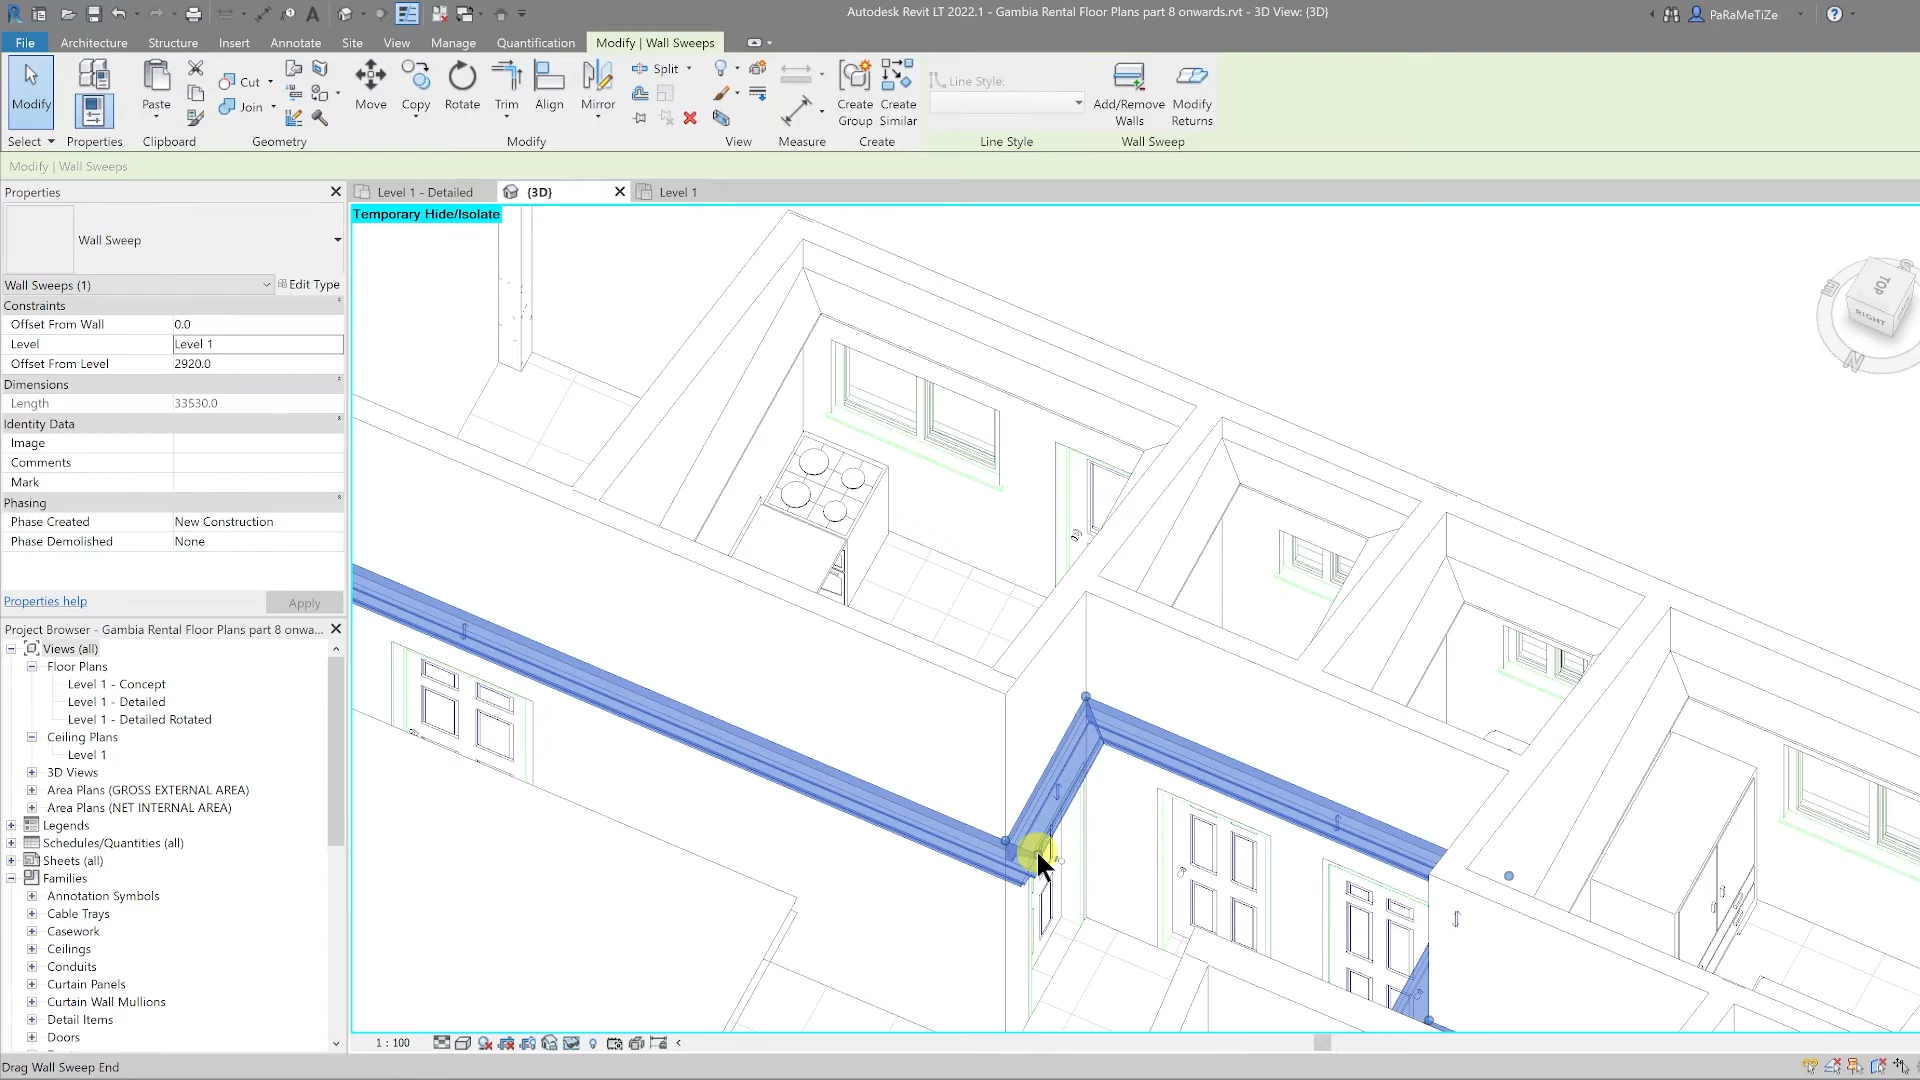 Autodesk Revit LT 2022.1 - Gambia Rental Floor Plans part 8 onwards.rvt - 3D View: {3D}
PaRaMeTiZe
File
Architecture
Structure
Insert
Annotate
Site
View
Manage
Quantification
Modify | Wall Sweeps
Modify
Paste
Cut
Join
Move
Copy
Rotate
Trim
Align
Mirror
Split
Create Group
Create Similar
Line Style:
Add/Remove Walls
Modify Returns
Select
Properties
Clipboard
Geometry
Modify
View
Measure
Create
Line Style
Wall Sweep
Modify | Wall Sweeps
Properties
Level 1 - Detailed
{3D}
Level 1
Temporary Hide/Isolate
Wall Sweep
Wall Sweeps (1)
Edit Type
Constraints
Offset From Wall 0.0
Level Level 1
Offset From Level 2920.0
Dimensions
Length 33530.0
Identity Data
Image
Comments
Mark
Phasing
Phase Created New Construction
Phase Demolished None
Properties help
Apply
Project Browser - Gambia Rental Floor Plans part 8 onwa...
Views (all)
Floor Plans
Level 1 - Concept
Level 1 - Detailed
Level 1 - Detailed Rotated
Ceiling Plans
Level 1
3D Views
Area Plans (GROSS EXTERNAL AREA)
Area Plans (NET INTERNAL AREA)
Legends
Schedules/Quantities (all)
Sheets (all)
Families
Annotation Symbols
Cable Trays
Casework
Ceilings
Conduits
Curtain Panels
Curtain Wall Mullions
Detail Items
Doors
TOP
RIGHT
E
N
1 : 100
Drag Wall Sweep End